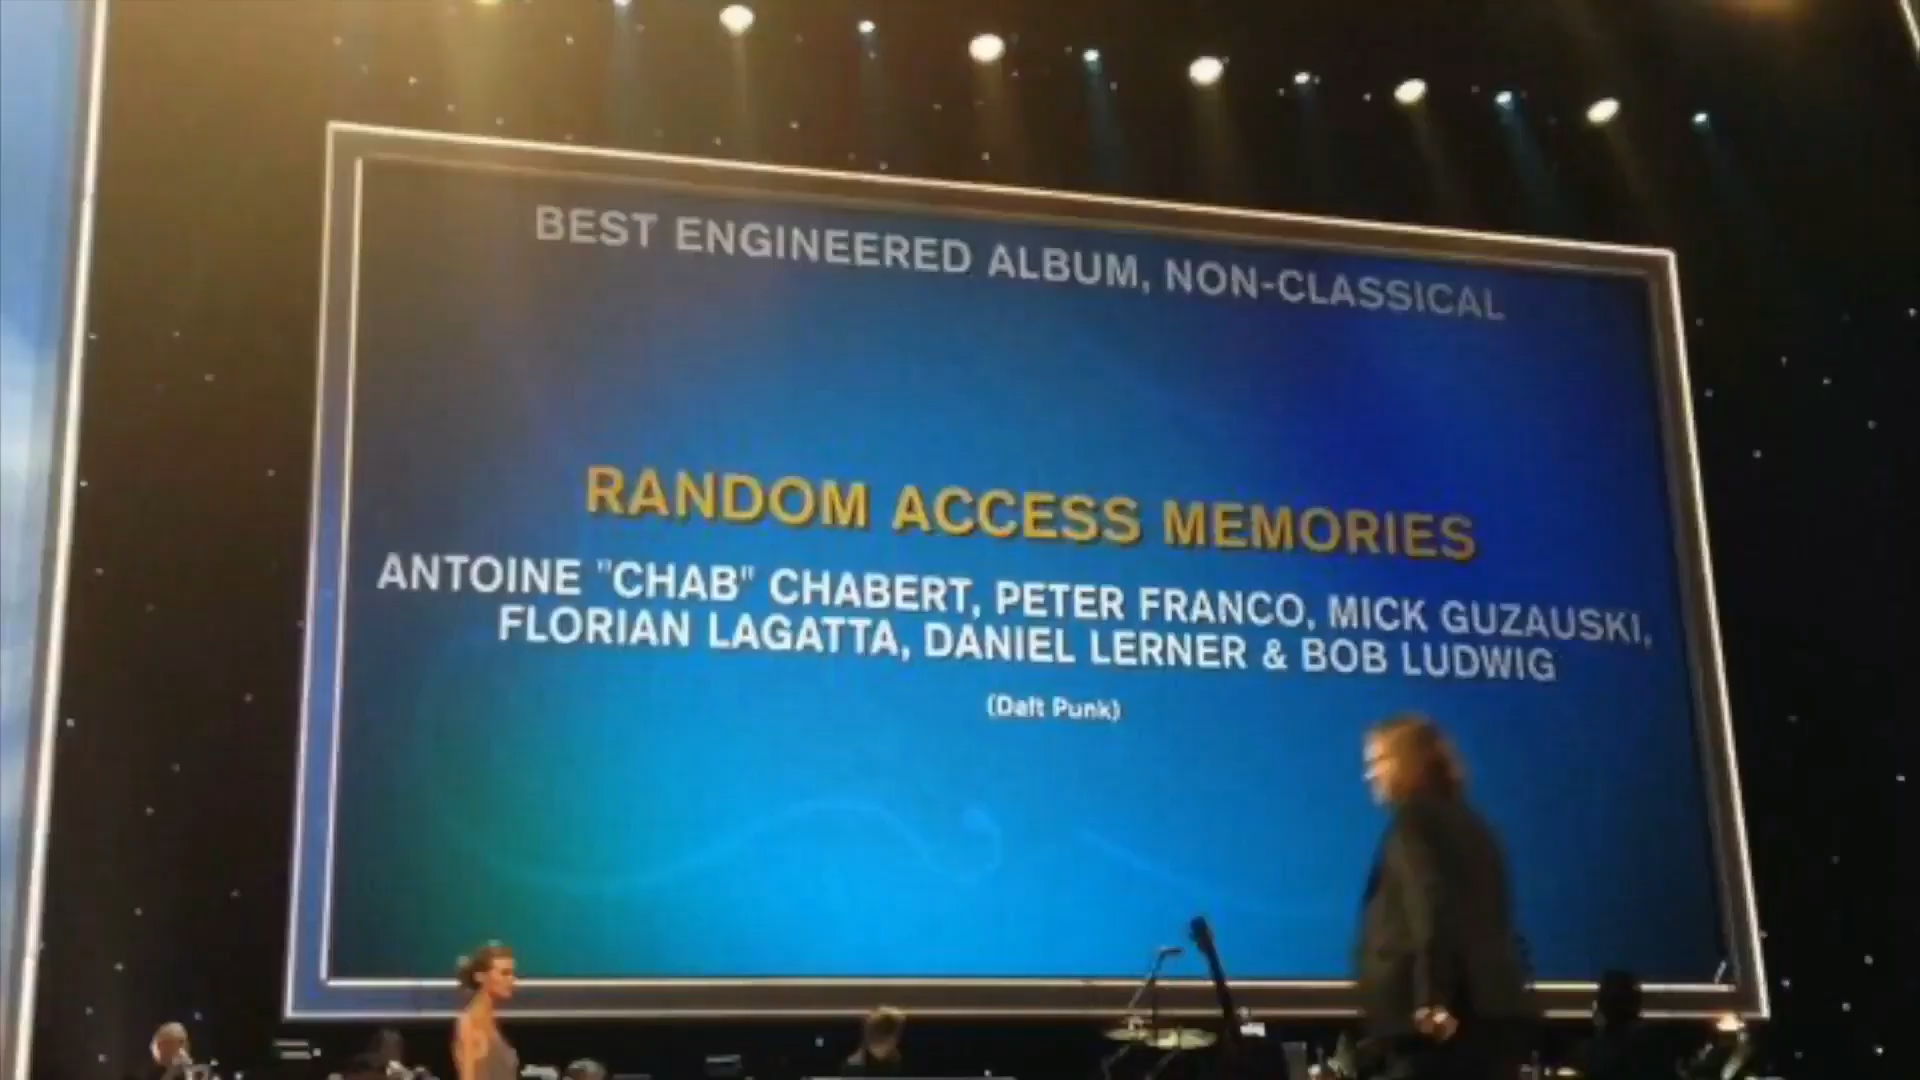 BEST ENGINEERED ALBUM, NON-CLASSICAL
RANDOM ACCESS MEMORIES
ANTOINE "CHAB" CHABERT, PETER FRANCO, MICK GUZAUSKI,
FLORIAN LAGATTA, DANIEL LERNER & BOB LUDWIG
(Daft Punk)